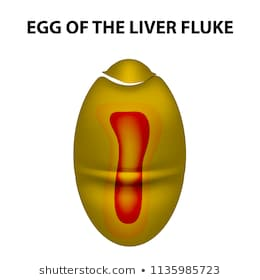 EGG OF THE LIVER FLUKE
shutterstock.com • 1135985723